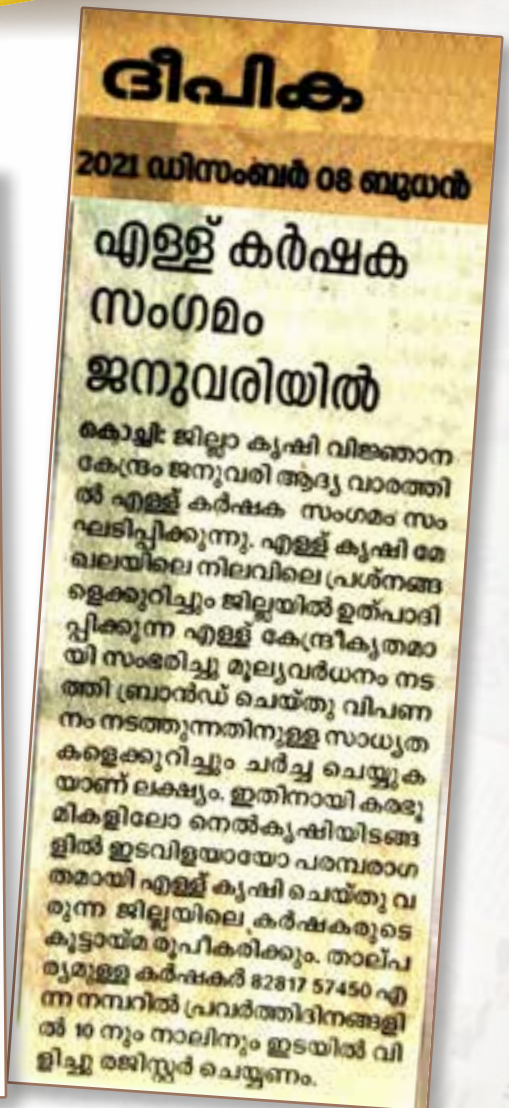 ദീപിക
2021 ഡിസംബർ 08 ബുധൻ
എള്ള് കർഷക
സംഗമം
ജനുവരിയിൽ
കൊച്ചി: ജില്ലാ കൃഷി വിജ്ഞാന
കേന്ദ്രം ജനുവരി ആദ്യ വാരത്തി
ൽ എള്ള് കർഷക സംഗമം സം
ഘടിപ്പിക്കുന്നു. എള്ള് കൃഷി മേ
ഖലയിലെ നിലവിലെ പ്രശ്നങ്ങ
ളെക്കുറിച്ചും ജില്ലയിൽ ഉത്പാദി
പ്പിക്കുന്ന എള്ള് കേന്ദ്രീകൃതമാ
യി സംഭരിച്ചു മൂല്യവർധനം നട
ത്തി ബ്രാൻഡ് ചെയ്തു വിപണ
നം നടത്തുന്നതിനുള്ള സാധ്യത
കളെക്കുറിച്ചും ചർച്ച ചെയ്യുക
യാണ് ലക്ഷ്യം. ഇതിനായി കരഭൂ
മികളിലോ നെൽകൃഷിയിടങ്ങ
ളിൽ ഇടവിളയായോ പരമ്പരാഗ
തമായി എള്ള് കൃഷി ചെയ്തു വ
രുന്ന ജില്ലയിലെ കർഷകരുടെ
കൂട്ടായ്മ രൂപീകരിക്കും. താല്പ
ര്യമുള്ള കർഷകർ 82817 57450 എ
ന്ന നമ്പറിൽ പ്രവർത്തിദിനങ്ങളി
ൽ 10 നും നാലിനും ഇടയിൽ വി
ളിച്ചു രജിസ്റ്റർ ചെയ്യണം.